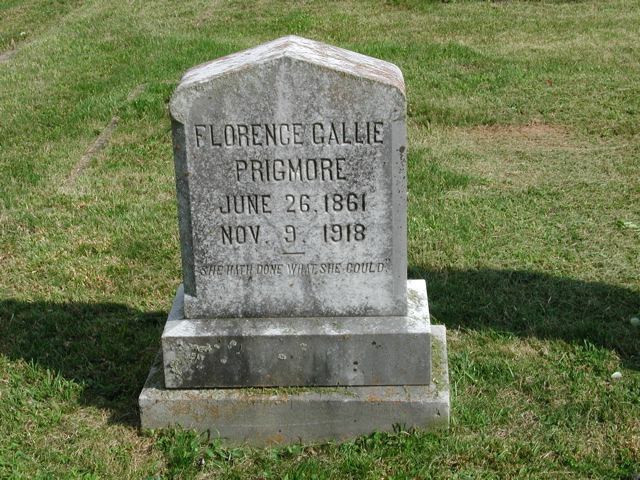 FLORENCE GALLIE
PRIGMORE
JUNE 26, 1861
NOV. 9. 1918
"SHE HATH DONE WHAT SHE COULD."